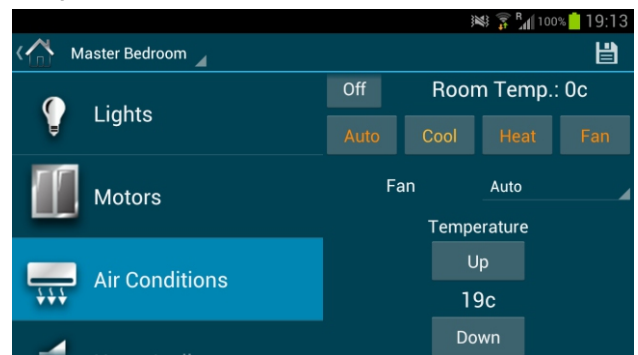 R 100% 19:13
Master Bedroom
Off Room Temp.: 0c
Lights
Auto Cool Heat Fan
Motors
Fan Auto
Temperature
Up
Air Conditions
19c
Down